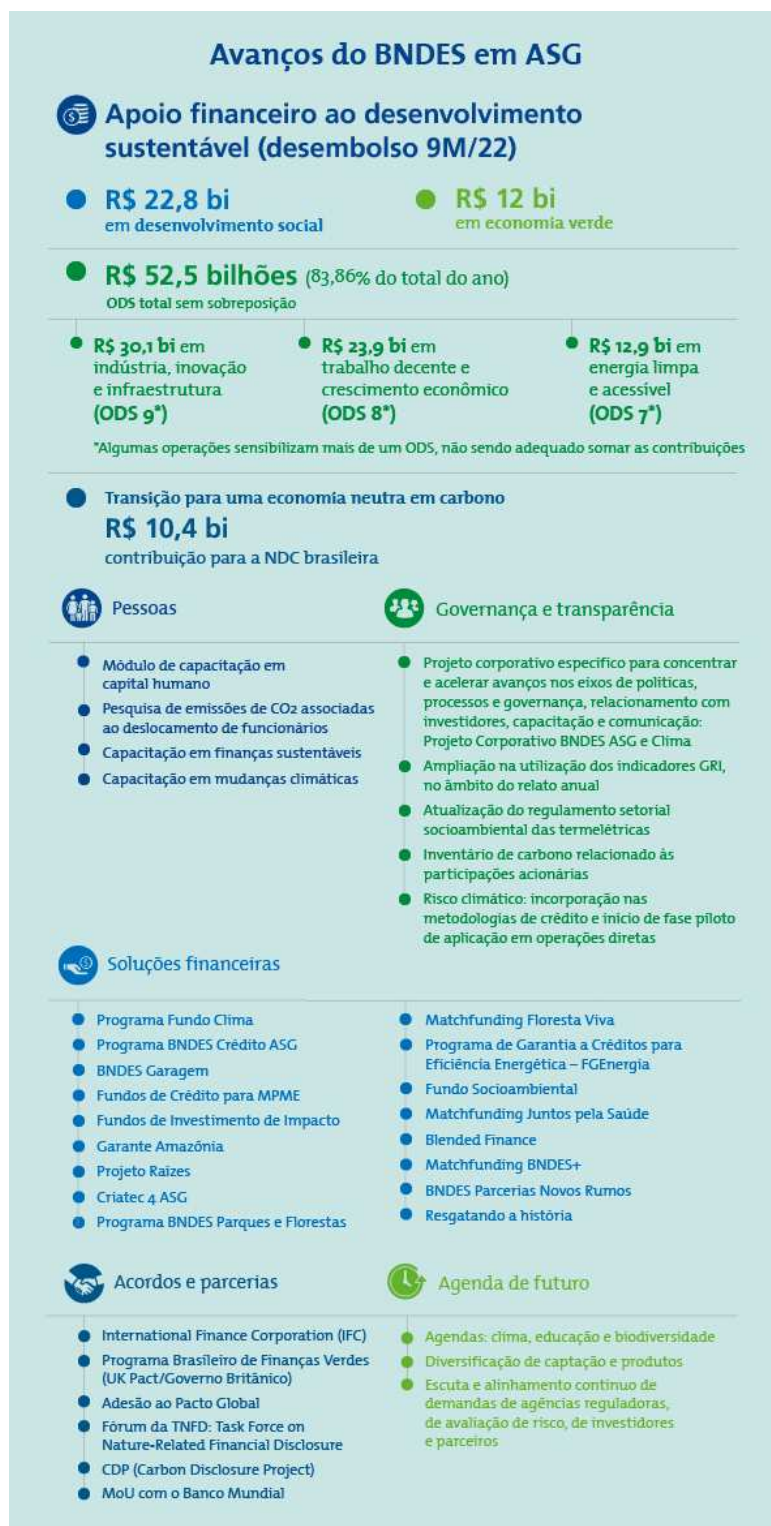 Avanços do BNDES em ASG
Apoio financeiro ao desenvolvimento
sustentável (desembolso 9M/22)
R$ 22,8 bi
em desenvolvimento social
R$ 12 bi
em economia verde
R$ 52,5 bilhões (83,86% do total do ano)
ODS total sem sobreposição
R$ 30,1 bi em
indústria, inovação
e infraestrutura
(ODS 9*)
R$ 23,9 bi em
trabalho decente e
crescimento econômico
(ODS 8*)
R$ 12,9 bi em
energia limpa
e acessível
(ODS 7*)
*Algumas operações sensibilizam mais de um ODS, não sendo adequado somar as contribuições
Transição para uma economia neutra em carbono
R$ 10,4 bi
contribuição para a NDC brasileira
Pessoas
Módulo de capacitação em
capital humano
Pesquisa de emissões de CO2 associadas
ao deslocamento de funcionários
Capacitação em finanças sustentáveis
Capacitação em mudanças climáticas
Governança e transparência
Projeto corporativo específico para concentrar
e acelerar avanços nos eixos de políticas,
processos e governança, relacionamento com
investidores, capacitação e comunicação:
Projeto Corporativo BNDES ASG e Clima
Ampliação na utilização dos indicadores GRI,
no âmbito do relato anual
Atualização do regulamento setorial
socioambiental das termelétricas
Inventário de carbono relacionado às
participações acionárias
Risco climático: incorporação nas
metodologias de crédito e início de fase piloto
de aplicação em operações diretas
Soluções financeiras
Programa Fundo Clima
Programa BNDES Crédito ASG
BNDES Garagem
Fundos de Crédito para MPME
Fundos de Investimento de Impacto
Garante Amazônia
Projeto Raízes
Criatec 4 ASG
Programa BNDES Parques e Florestas
Matchfunding Floresta Viva
Programa de Garantia a Créditos para
Eficiência Energética – FGEnergia
Fundo Socioambiental
Matchfunding Juntos pela Saúde
Blended Finance
Matchfunding BNDES+
BNDES Parcerias Novos Rumos
Resgatando a história
Acordos e parcerias
International Finance Corporation (IFC)
Programa Brasileiro de Finanças Verdes
(UK Pact/Governo Britânico)
Adesão ao Pacto Global
Fórum da TNFD: Task Force on
Nature-Related Financial Disclosure
CDP (Carbon Disclosure Project)
MoU com o Banco Mundial
Agenda de futuro
Agendas: clima, educação e biodiversidade
Diversificação de captação e produtos
Escuta e alinhamento contínuo de
demandas de agências reguladoras,
de avaliação de risco, de investidores
e parceiros